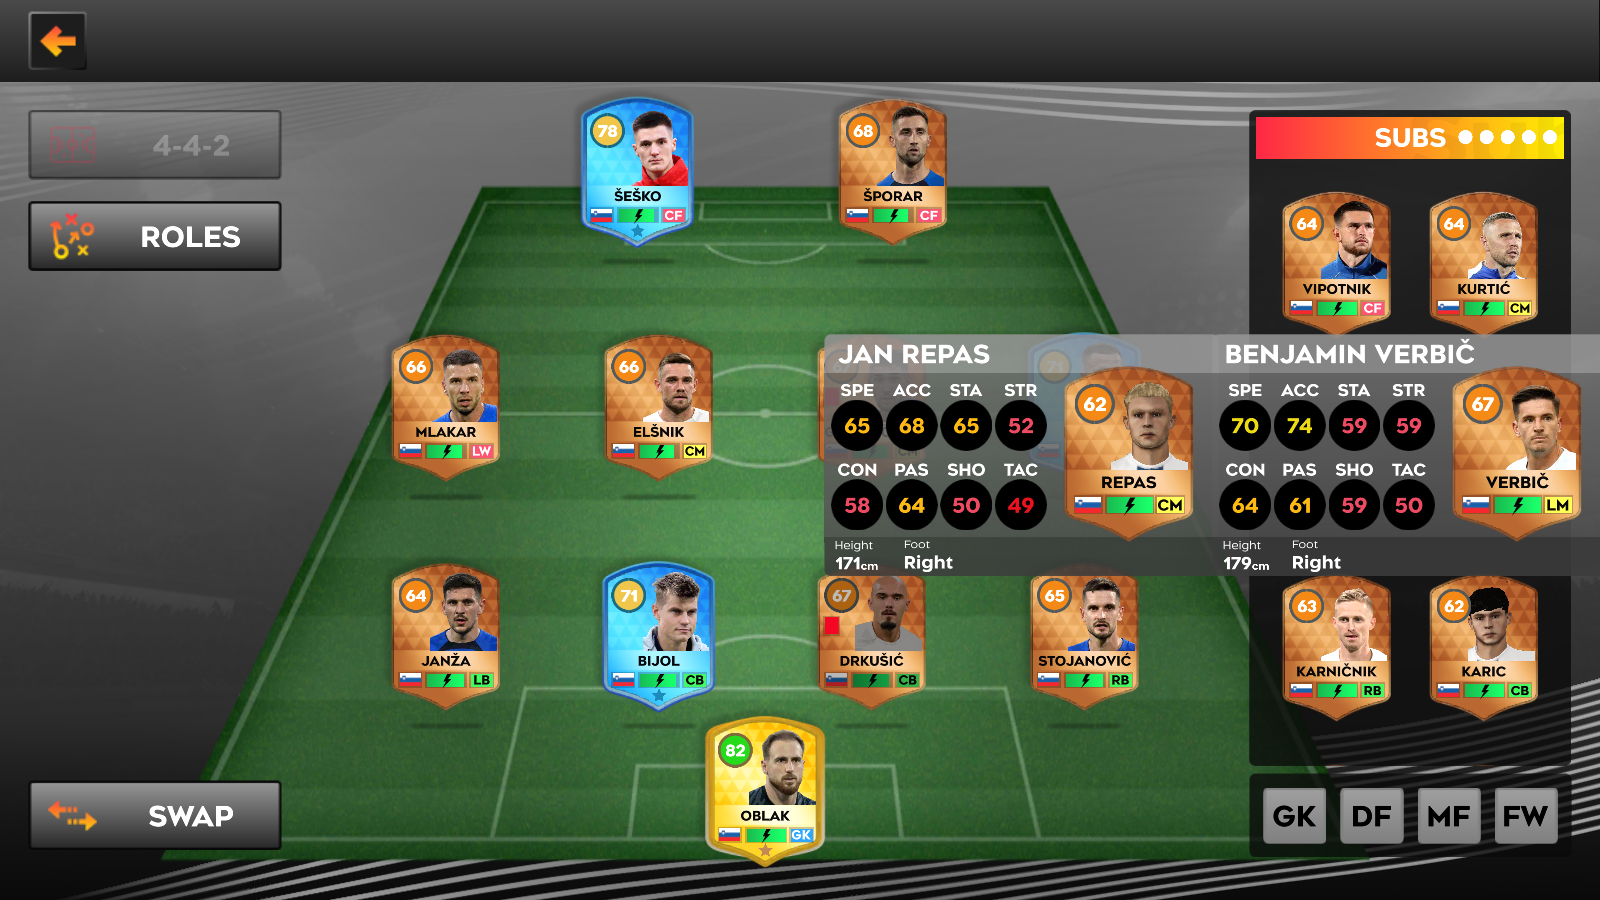 4-4-2
ROLES
78
ŠEŠKO
CF
68
ŠPORAR
CF
SUBS
64
VIPOTNIK
CF
64
KURTIĆ
CM
66
MLAKAR
LW
66
ELŠNIK
CM
71
JAN REPAS
SPE ACC STA STR
65 68 65 52
CON PAS SHO TAC
58 64 50 49
Height Foot
171cm Right
62
REPAS
CM
BENJAMIN VERBIČ
SPE ACC STA STR
70 74 59 59
CON PAS SHO TAC
64 61 59 50
Height Foot
179cm Right
67
VERBIČ
LM
64
JANŽA
LB
71
BIJOL
CB
67
DRKUŠIĆ
CB
65
STOJANOVIĆ
RB
63
KARNIČNIK
RB
62
KARIC
CB
82
OBLAK
GK
SWAP
GK DF MF FW